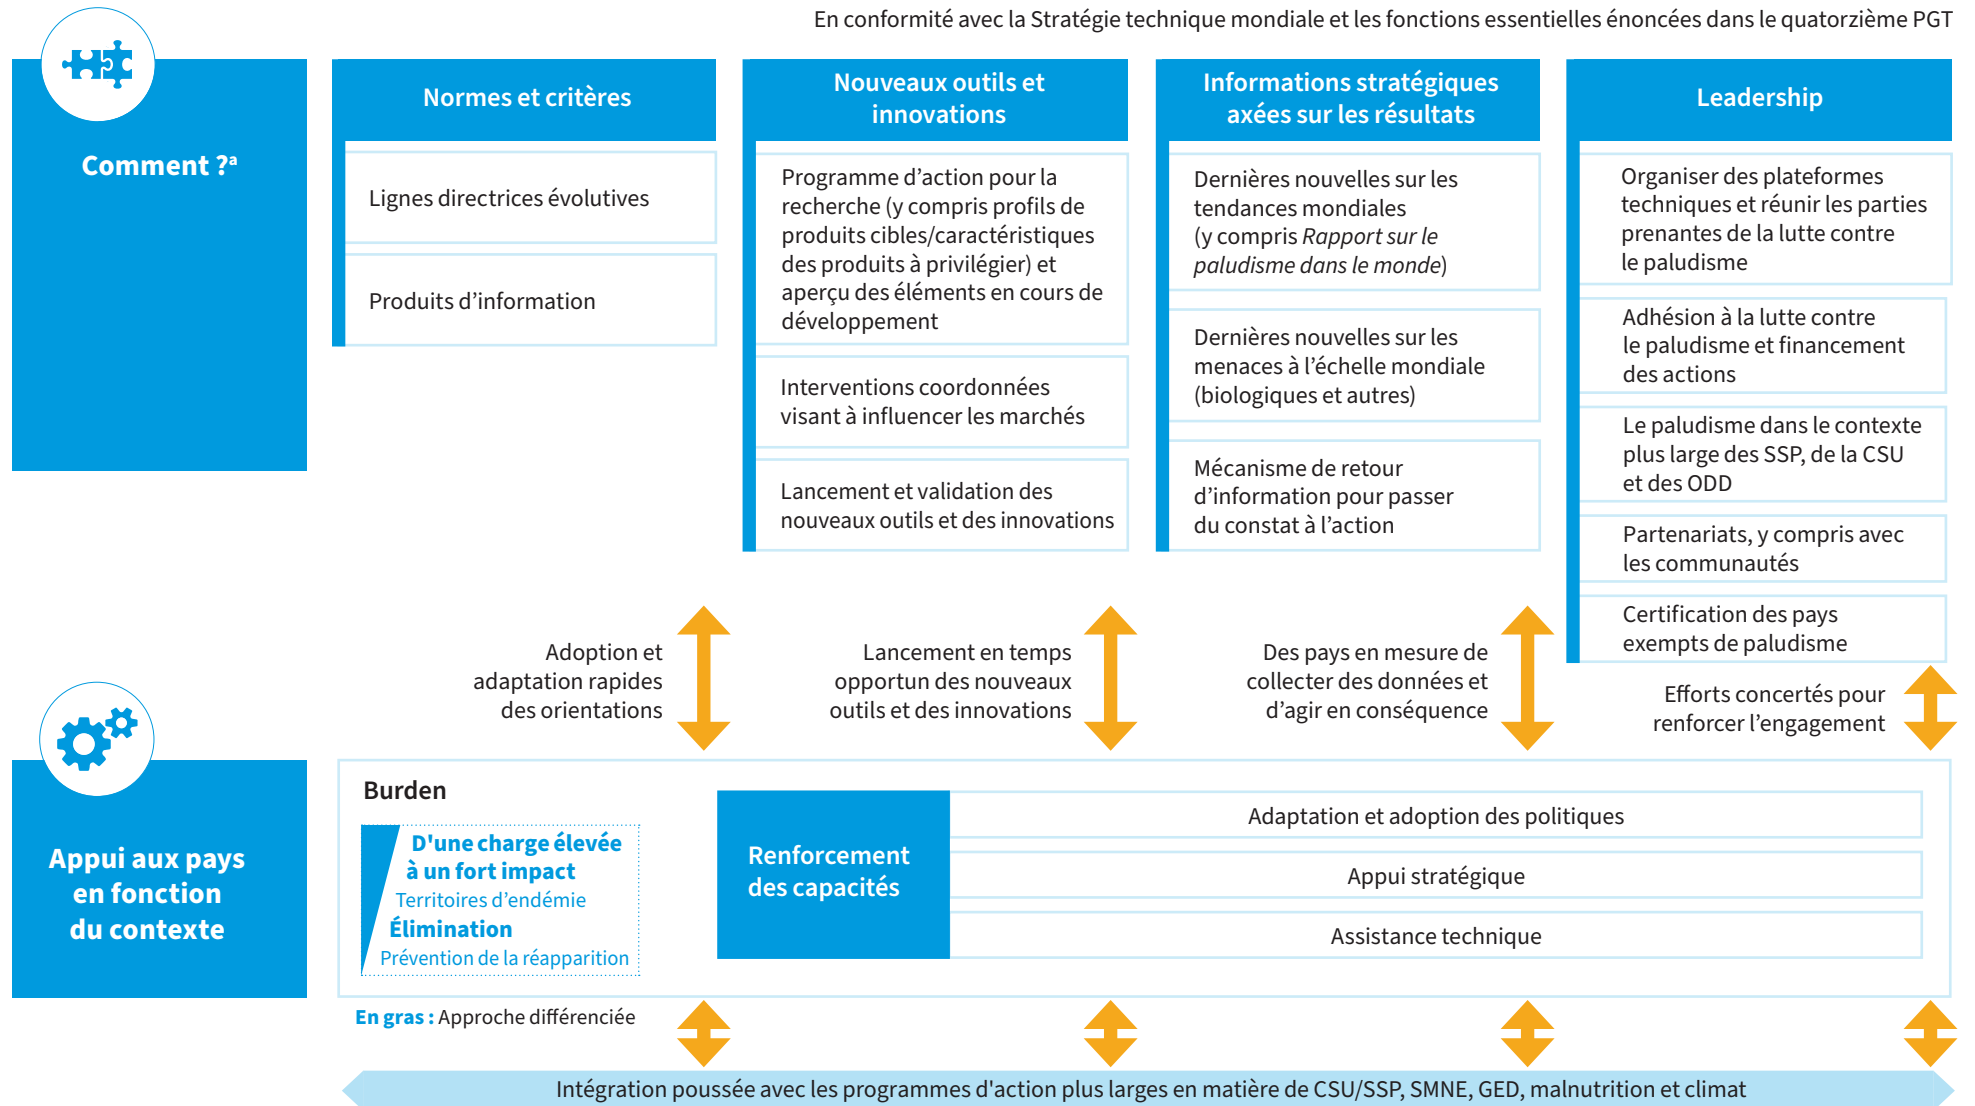 En conformité avec la Stratégie technique mondiale et les fonctions essentielles énoncées dans le quatorzième PGT
Comment ?ᵃ
Normes et critères
Lignes directrices évolutives
Produits d’information
Nouveaux outils et
innovations
Programme d’action pour la
recherche (y compris profils de
produits cibles/caractéristiques
des produits à privilégier) et
aperçu des éléments en cours de
développement
Interventions coordonnées
visant à influencer les marchés
Lancement et validation des
nouveaux outils et des innovations
Informations stratégiques
axées sur les résultats
Dernières nouvelles sur les
tendances mondiales
(y compris Rapport sur le
paludisme dans le monde)
Dernières nouvelles sur les
menaces à l’échelle mondiale
(biologiques et autres)
Mécanisme de retour
d’information pour passer
du constat à l’action
Leadership
Organiser des plateformes
techniques et réunir les parties
prenantes de la lutte contre
le paludisme
Adhésion à la lutte contre
le paludisme et financement
des actions
Le paludisme dans le contexte
plus large des SSP, de la CSU
et des ODD
Partenariats, y compris avec
les communautés
Certification des pays
exempts de paludisme
Adoption et
adaptation rapides
des orientations
Lancement en temps
opportun des nouveaux
outils et des innovations
Des pays en mesure de
collecter des données et
d’agir en conséquence
Efforts concertés pour
renforcer l’engagement
Appui aux pays
en fonction
du contexte
Burden
D'une charge élevée
à un fort impact
Territoires d’endémie
Élimination
Prévention de la réapparition
Renforcement
des capacités
Adaptation et adoption des politiques
Appui stratégique
Assistance technique
En gras : Approche différenciée
Intégration poussée avec les programmes d'action plus larges en matière de CSU/SSP, SMNE, GED, malnutrition et climat